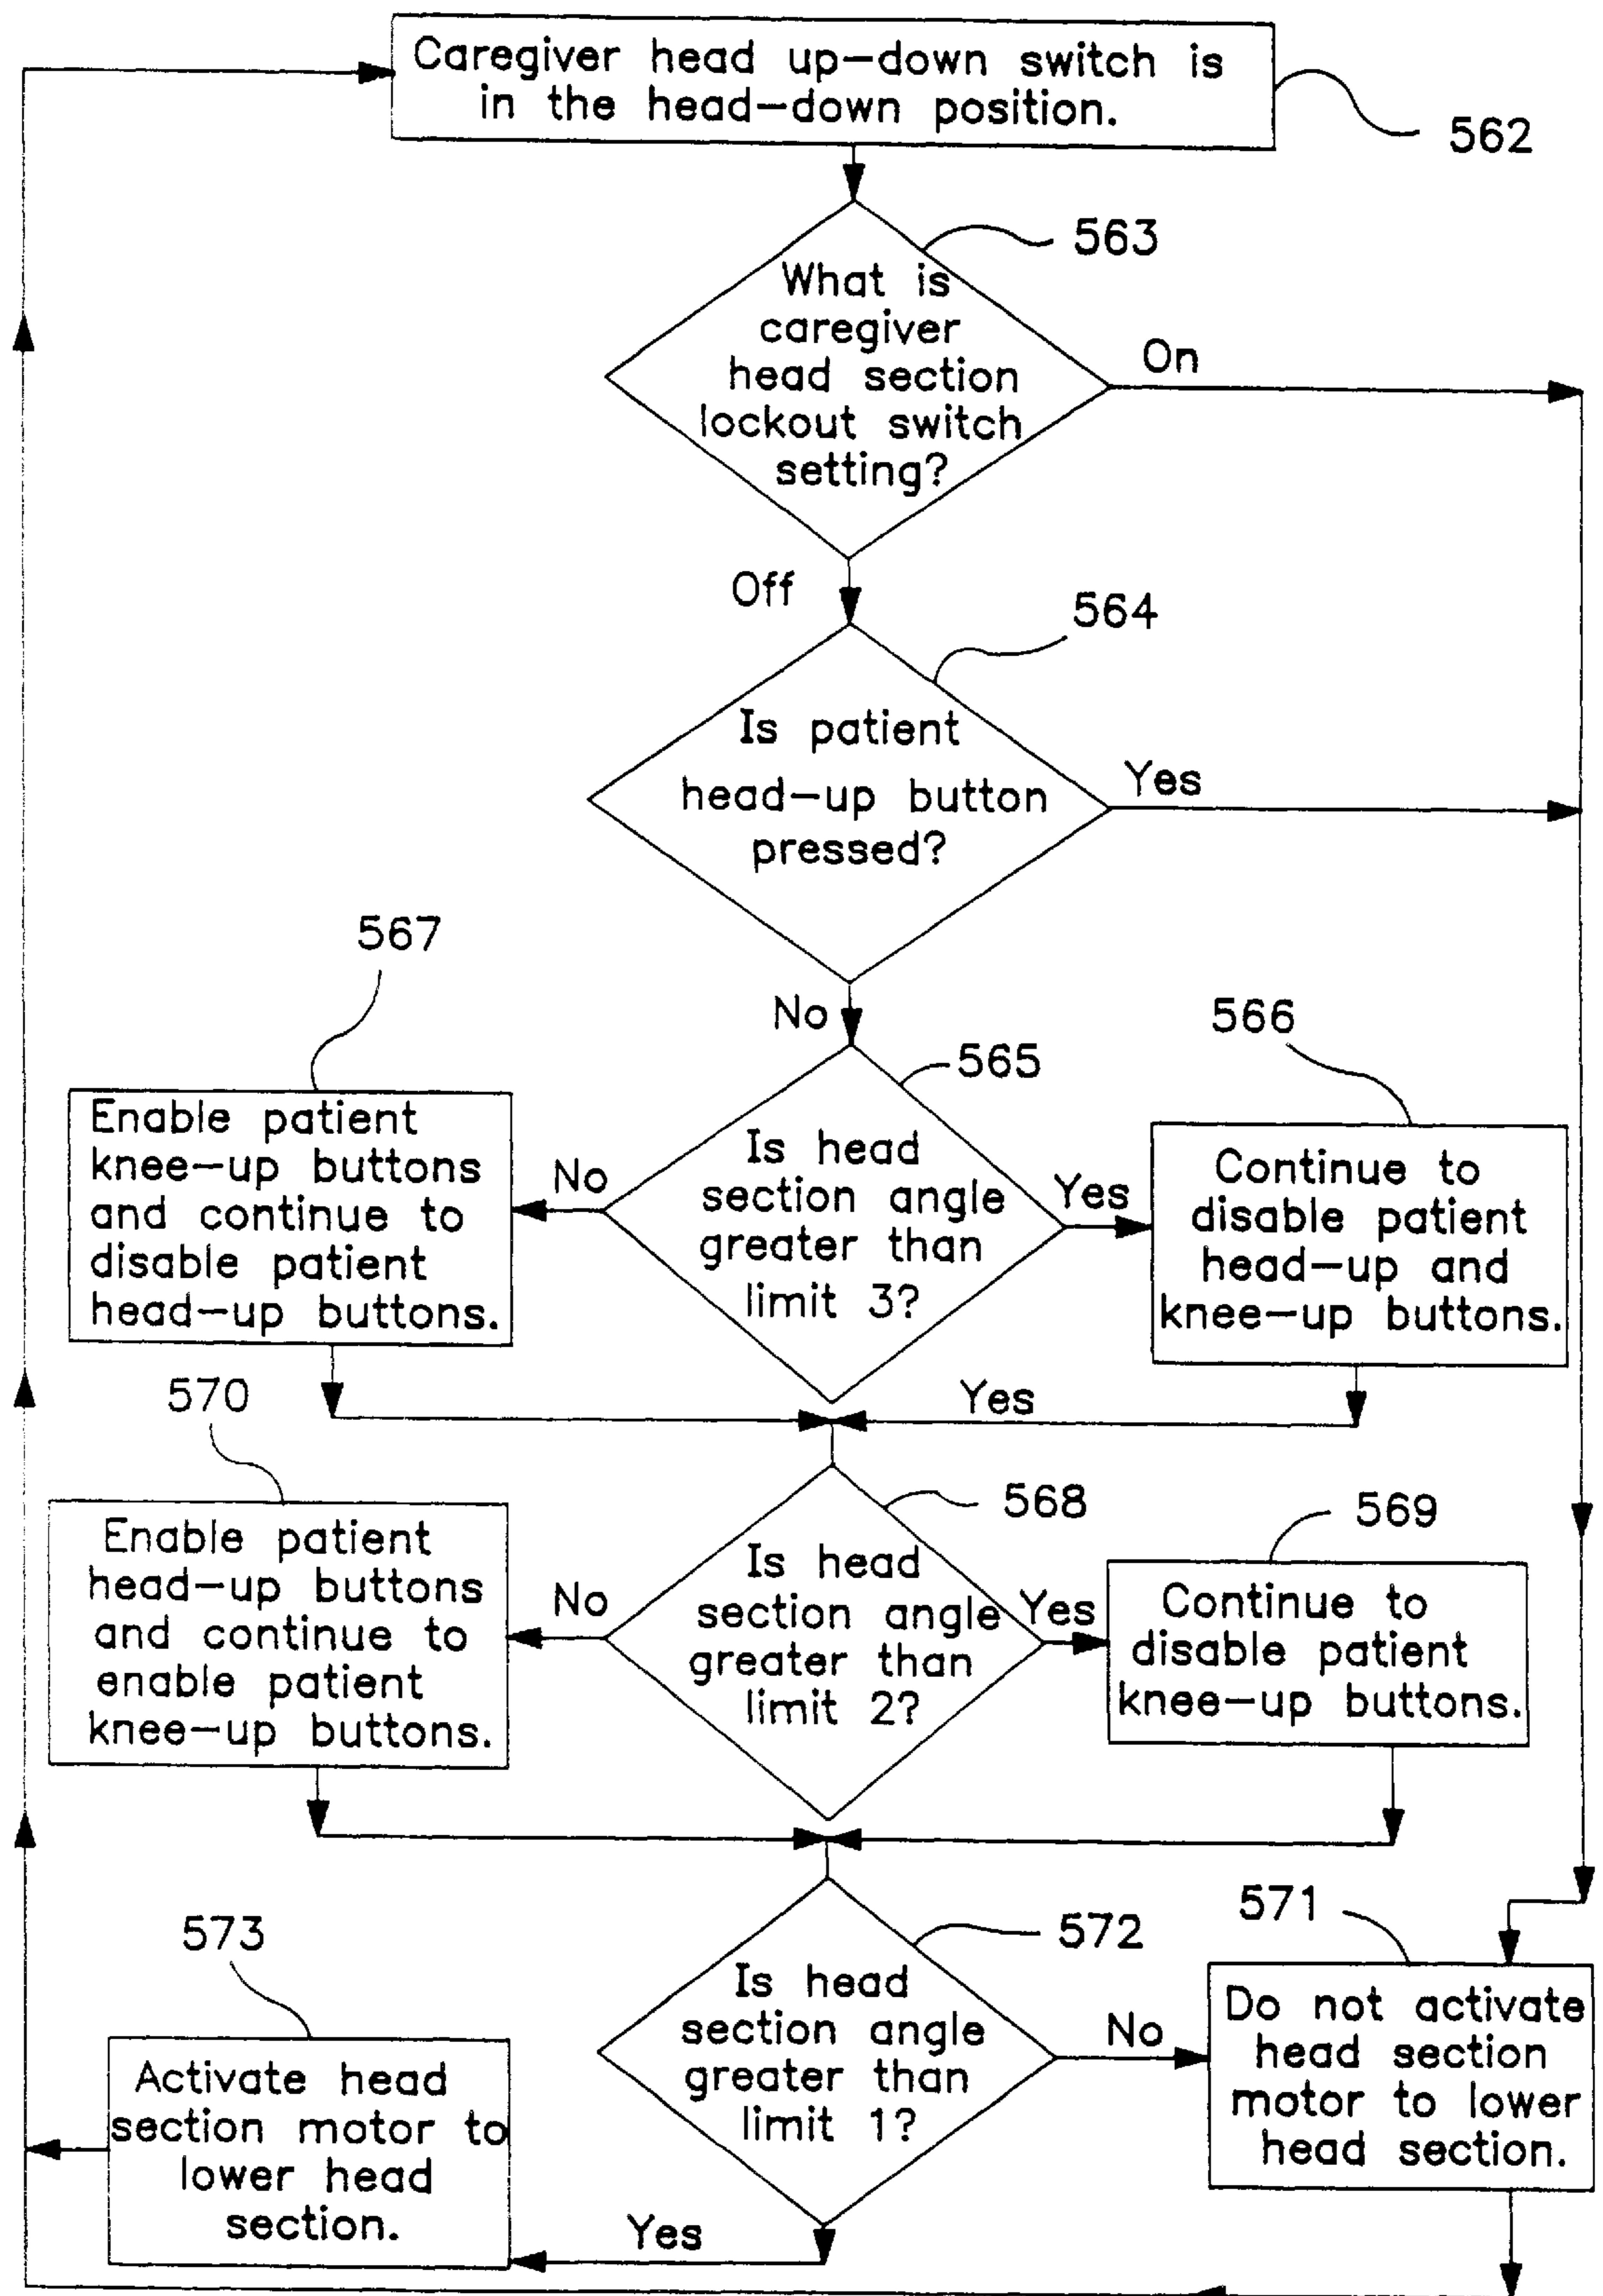 Caregiver head up-down switch is
in the head-down position.
562
563
What is
caregiver
head section
lockout switch
setting?
On
Off
564
Is patient
head-up button
pressed?
Yes
No
567
566
565
Enable patient
knee-up buttons
and continue to
disable patient
head-up buttons.
No
Is head
section angle
greater than
limit 3?
Yes
Continue to
disable patient
head-up and
knee-up buttons.
Yes
570
568
569
Enable patient
head-up buttons
and continue to
enable patient
knee-up buttons.
No
Is head
section angle
greater than
limit 2?
Yes
Continue to
disable patient
knee-up buttons.
573
572
571
Activate head
section motor to
lower head
section.
Is head
section angle
greater than
limit 1?
No
Yes
Do not activate
head section
motor to lower
head section.